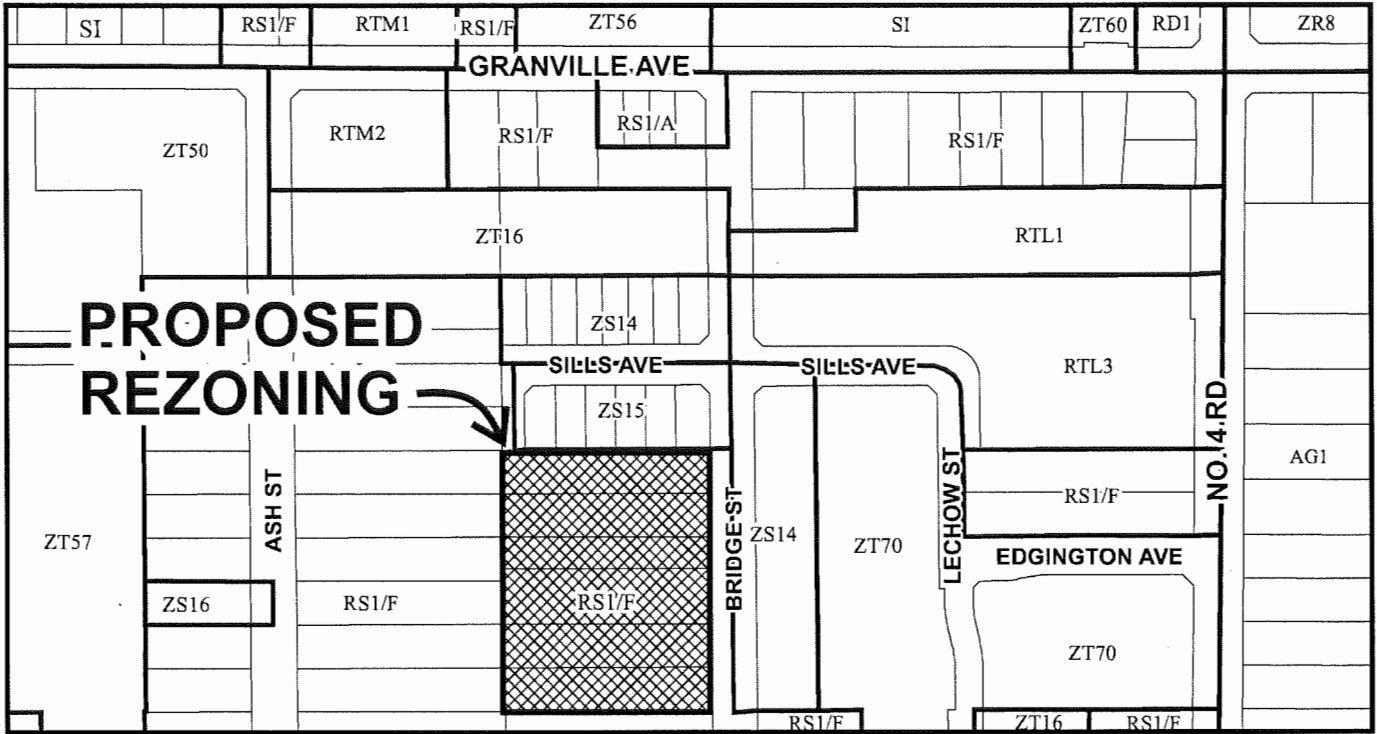 SI RS1/F RTM1 RS1/F ZT56 SI ZT60 RD1 ZR8
GRANVILLE AVE
ZT50 RTM2 RS1/F RS1/A RS1/F
ZT16 RTL1
PROPOSED
REZONING
ZS14
SILLS AVE SILLS AVE RTL3
ZS15
NO. 4 RD
AG1
ASH ST
BRIDGE ST
LECHOW ST
RS1/F
ZT57 ZS14 ZT70 EDGINGTON AVE
ZS16 RS1/F RS1/F
ZT70
RS1/F ZT16 RS1/F